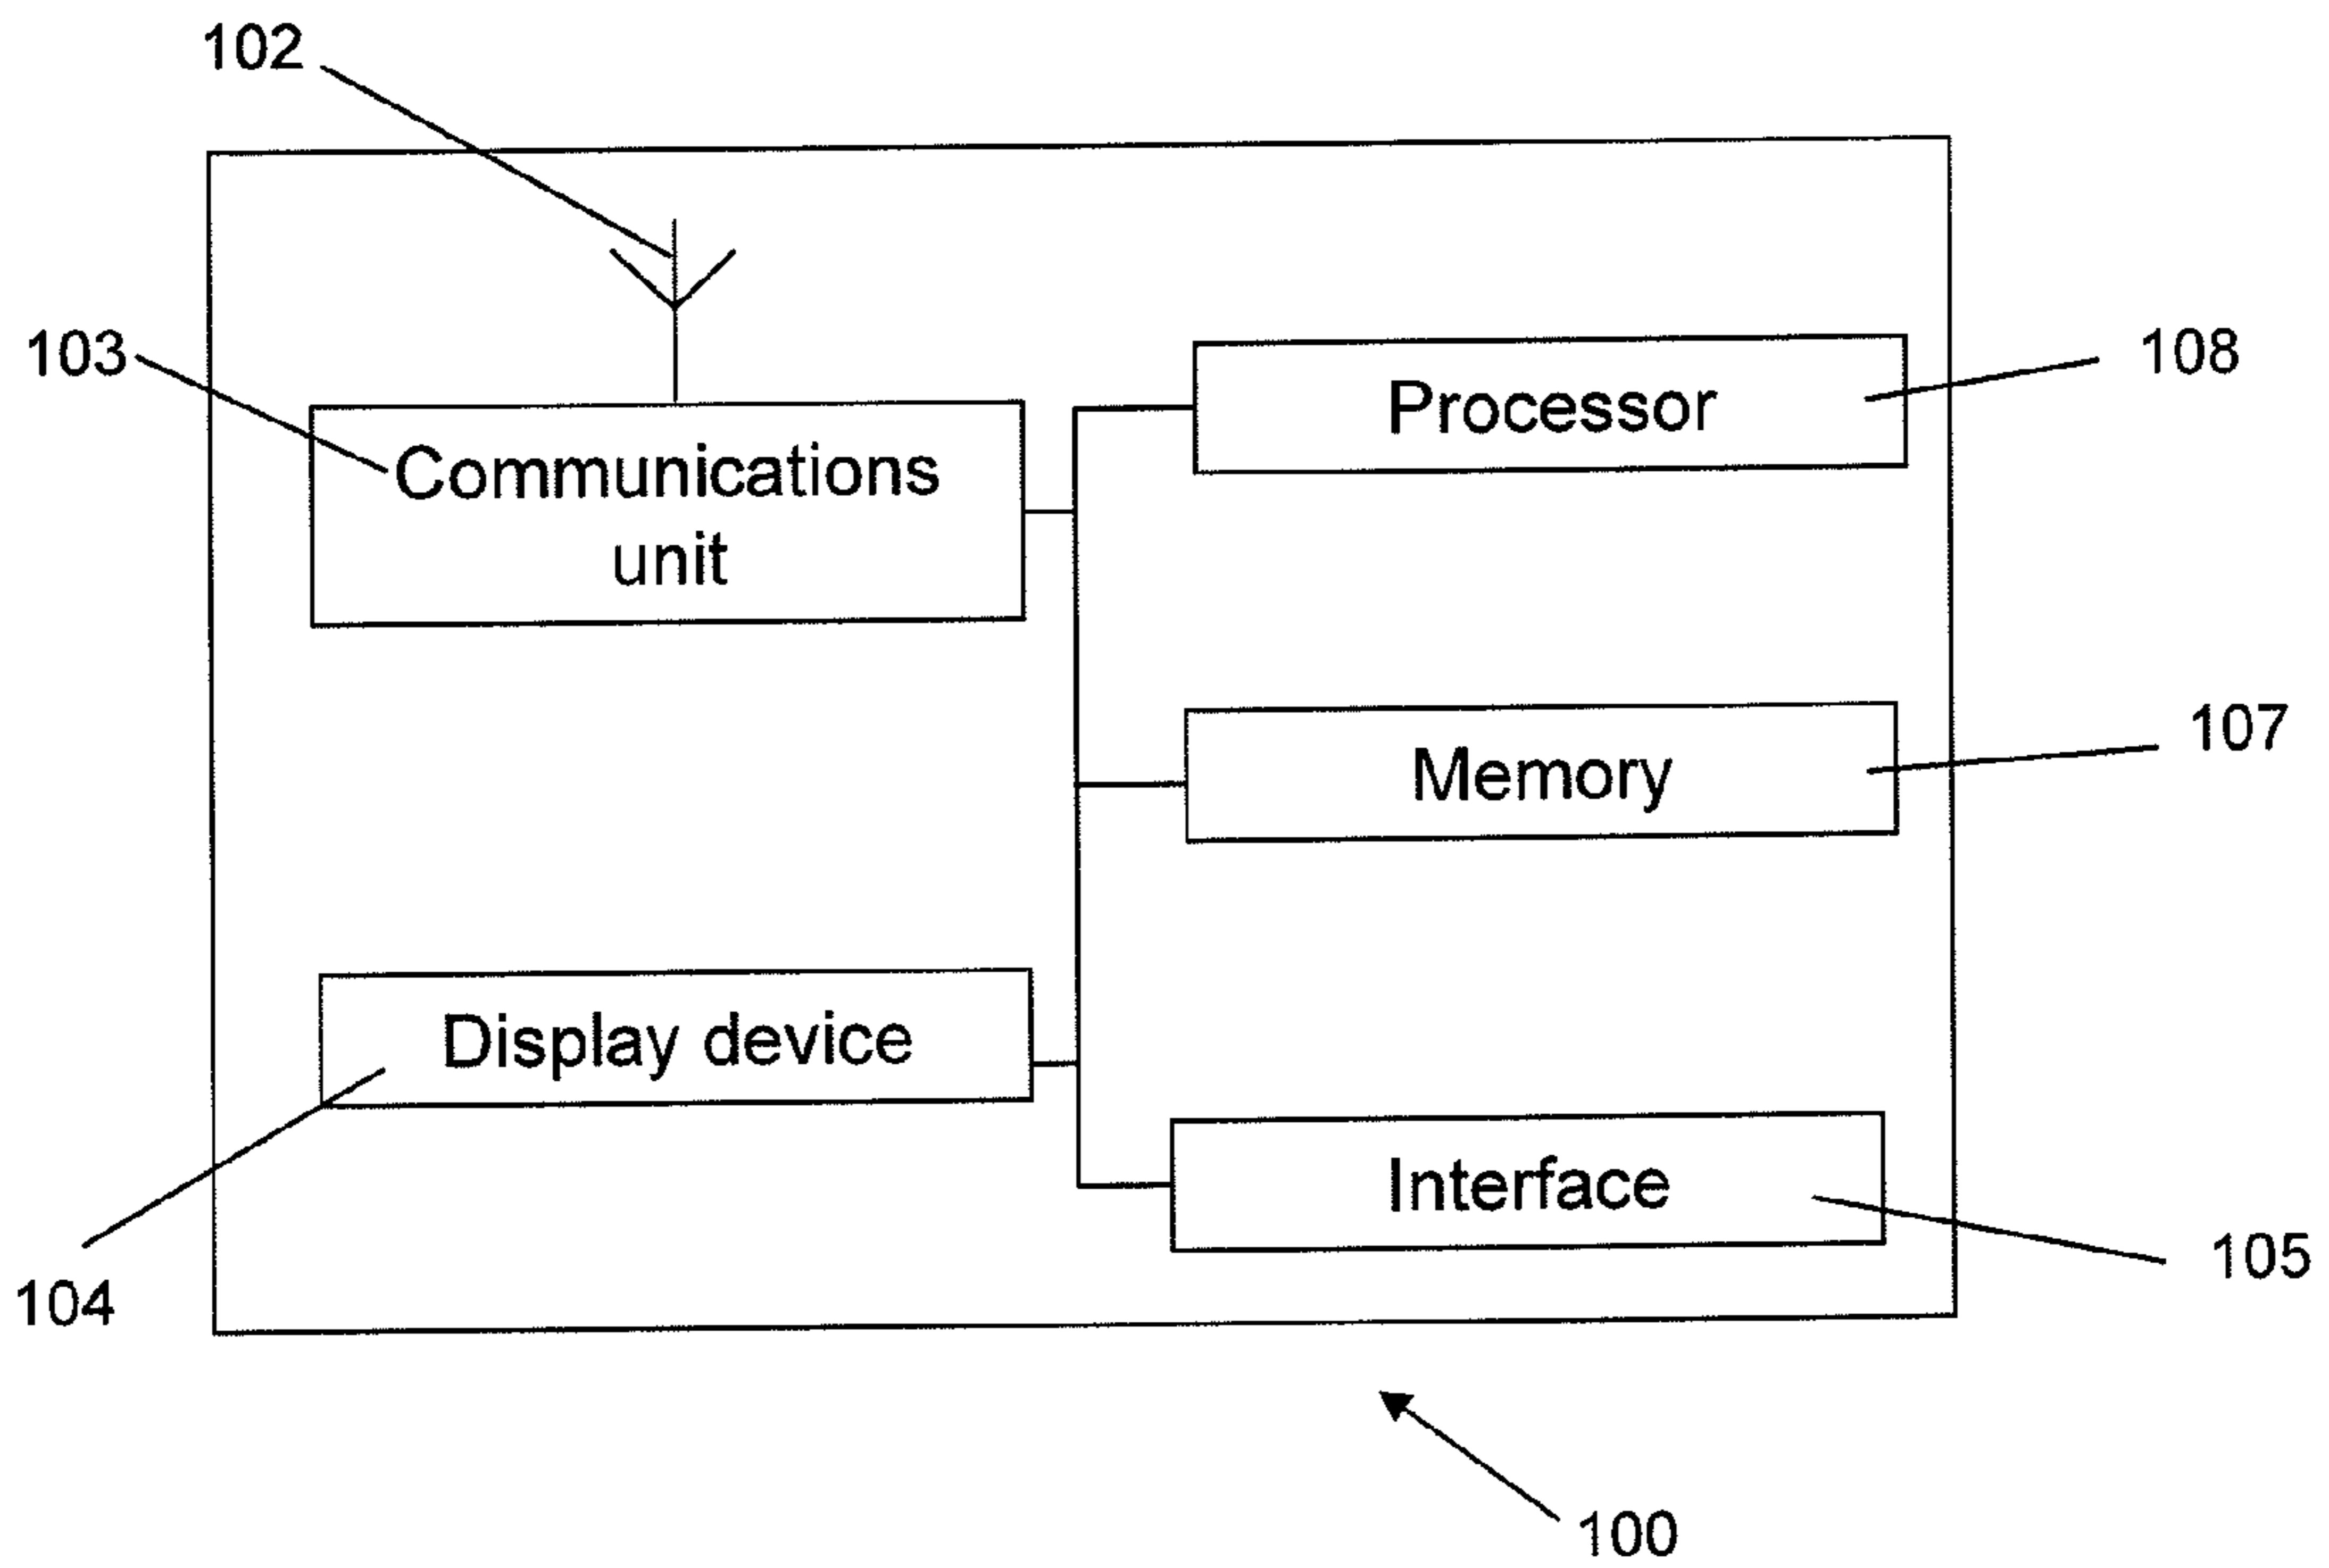 102
103
Communications
unit
Processor
108
Memory
107
Display device
104
Interface
105
100